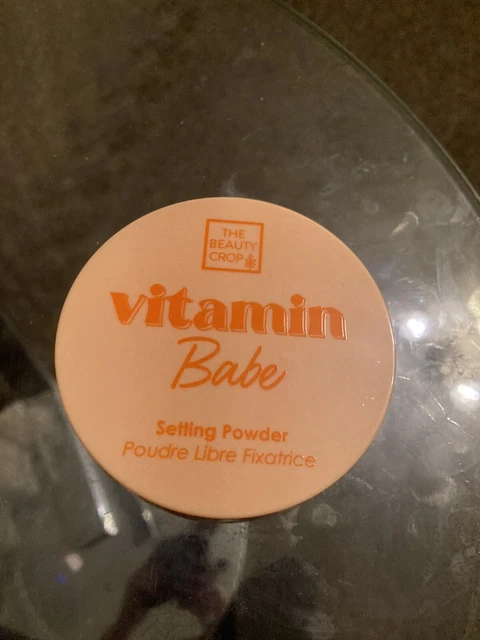 THE
BEAUTY
CROP
vitamin
Babe
Setting Powder
Poudre Libre Fixatrice